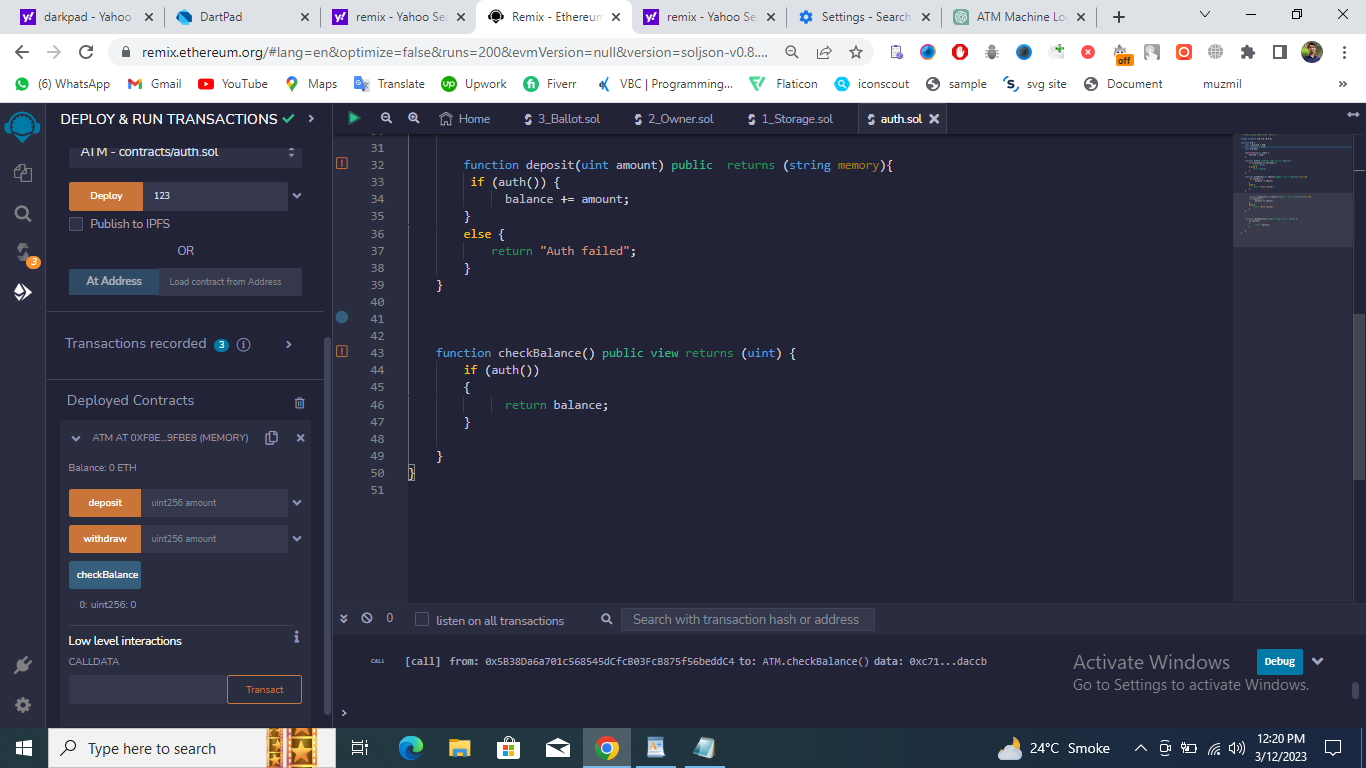 darkpad - Yahoo
DartPad
remix - Yahoo Se
Remix - Ethereum
remix - Yahoo Se
Settings - Search
ATM Machine Lo
remix.ethereum.org/#lang=en&optimize=false&runs=200&evmVersion=null&version=soljson-v0.8....
off
(6) WhatsApp
Gmail
YouTube
Maps
Translate
Upwork
Fiverr
VBC | Programming...
Flaticon
iconscout
sample
svg site
Document
muzmil
DEPLOY & RUN TRANSACTIONS
Home
3_Ballot.sol
2_Owner.sol
1_Storage.sol
auth.sol
ATM - contracts/auth.sol
Deploy 123
Publish to IPFS
OR
At Address Load contract from Address
Transactions recorded 3 i
Deployed Contracts
ATM AT 0XF8E...9FBE8 (MEMORY)
Balance: 0 ETH
deposit uint256 amount
withdraw uint256 amount
checkBalance
0: uint256: 0
Low level interactions i
CALLDATA
Transact
3
31
32 function deposit(uint amount) public returns (string memory){
33 if (auth()) {
34 balance += amount;
35 }
36 else {
37 return "Auth failed";
38 }
39 }
40
41
42
43 function checkBalance() public view returns (uint) {
44 if (auth())
45 {
46 return balance;
47 }
48
49 }
50 }
51
0 listen on all transactions Search with transaction hash or address
CALL [call] from: 0x5B38Da6a701c568545dCfcB03FcB875f56beddC4 to: ATM.checkBalance() data: 0xc71...daccb
Debug
Activate Windows
Go to Settings to activate Windows.
>
Type here to search
24°C Smoke
12:20 PM
3/12/2023